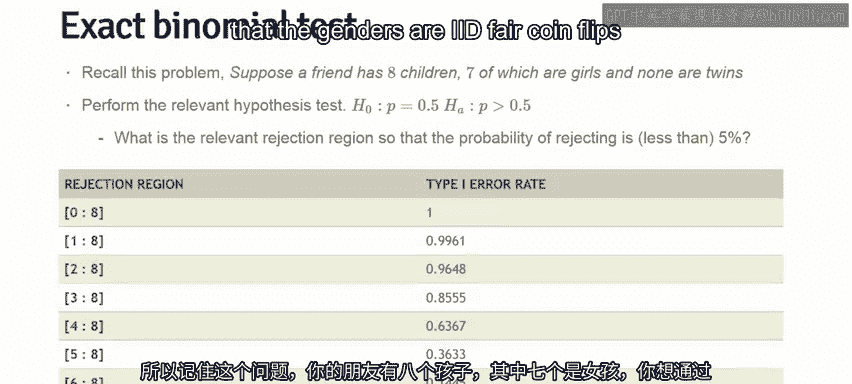 Exact binomial test
that the genders are IID fair coin flips
Recall this problem, Suppose a friend has 8 children, 7 of which are girls and none are twins
Perform the relevant hypothesis test. H₀ : p = 0.5 Hₐ : p > 0.5
- What is the relevant rejection region so that the probability of rejecting is (less than) 5%?
REJECTION REGION TYPE I ERROR RATE
[0 : 8] 1
[1 : 8] 0.9961
[2 : 8] 0.9648
[3 : 8] 0.8555
[4 : 8] 0.6367
[5 : 8] 0.3633
所以记住这个问题，你的朋友有八个孩子，其中七个是女孩，你想通过